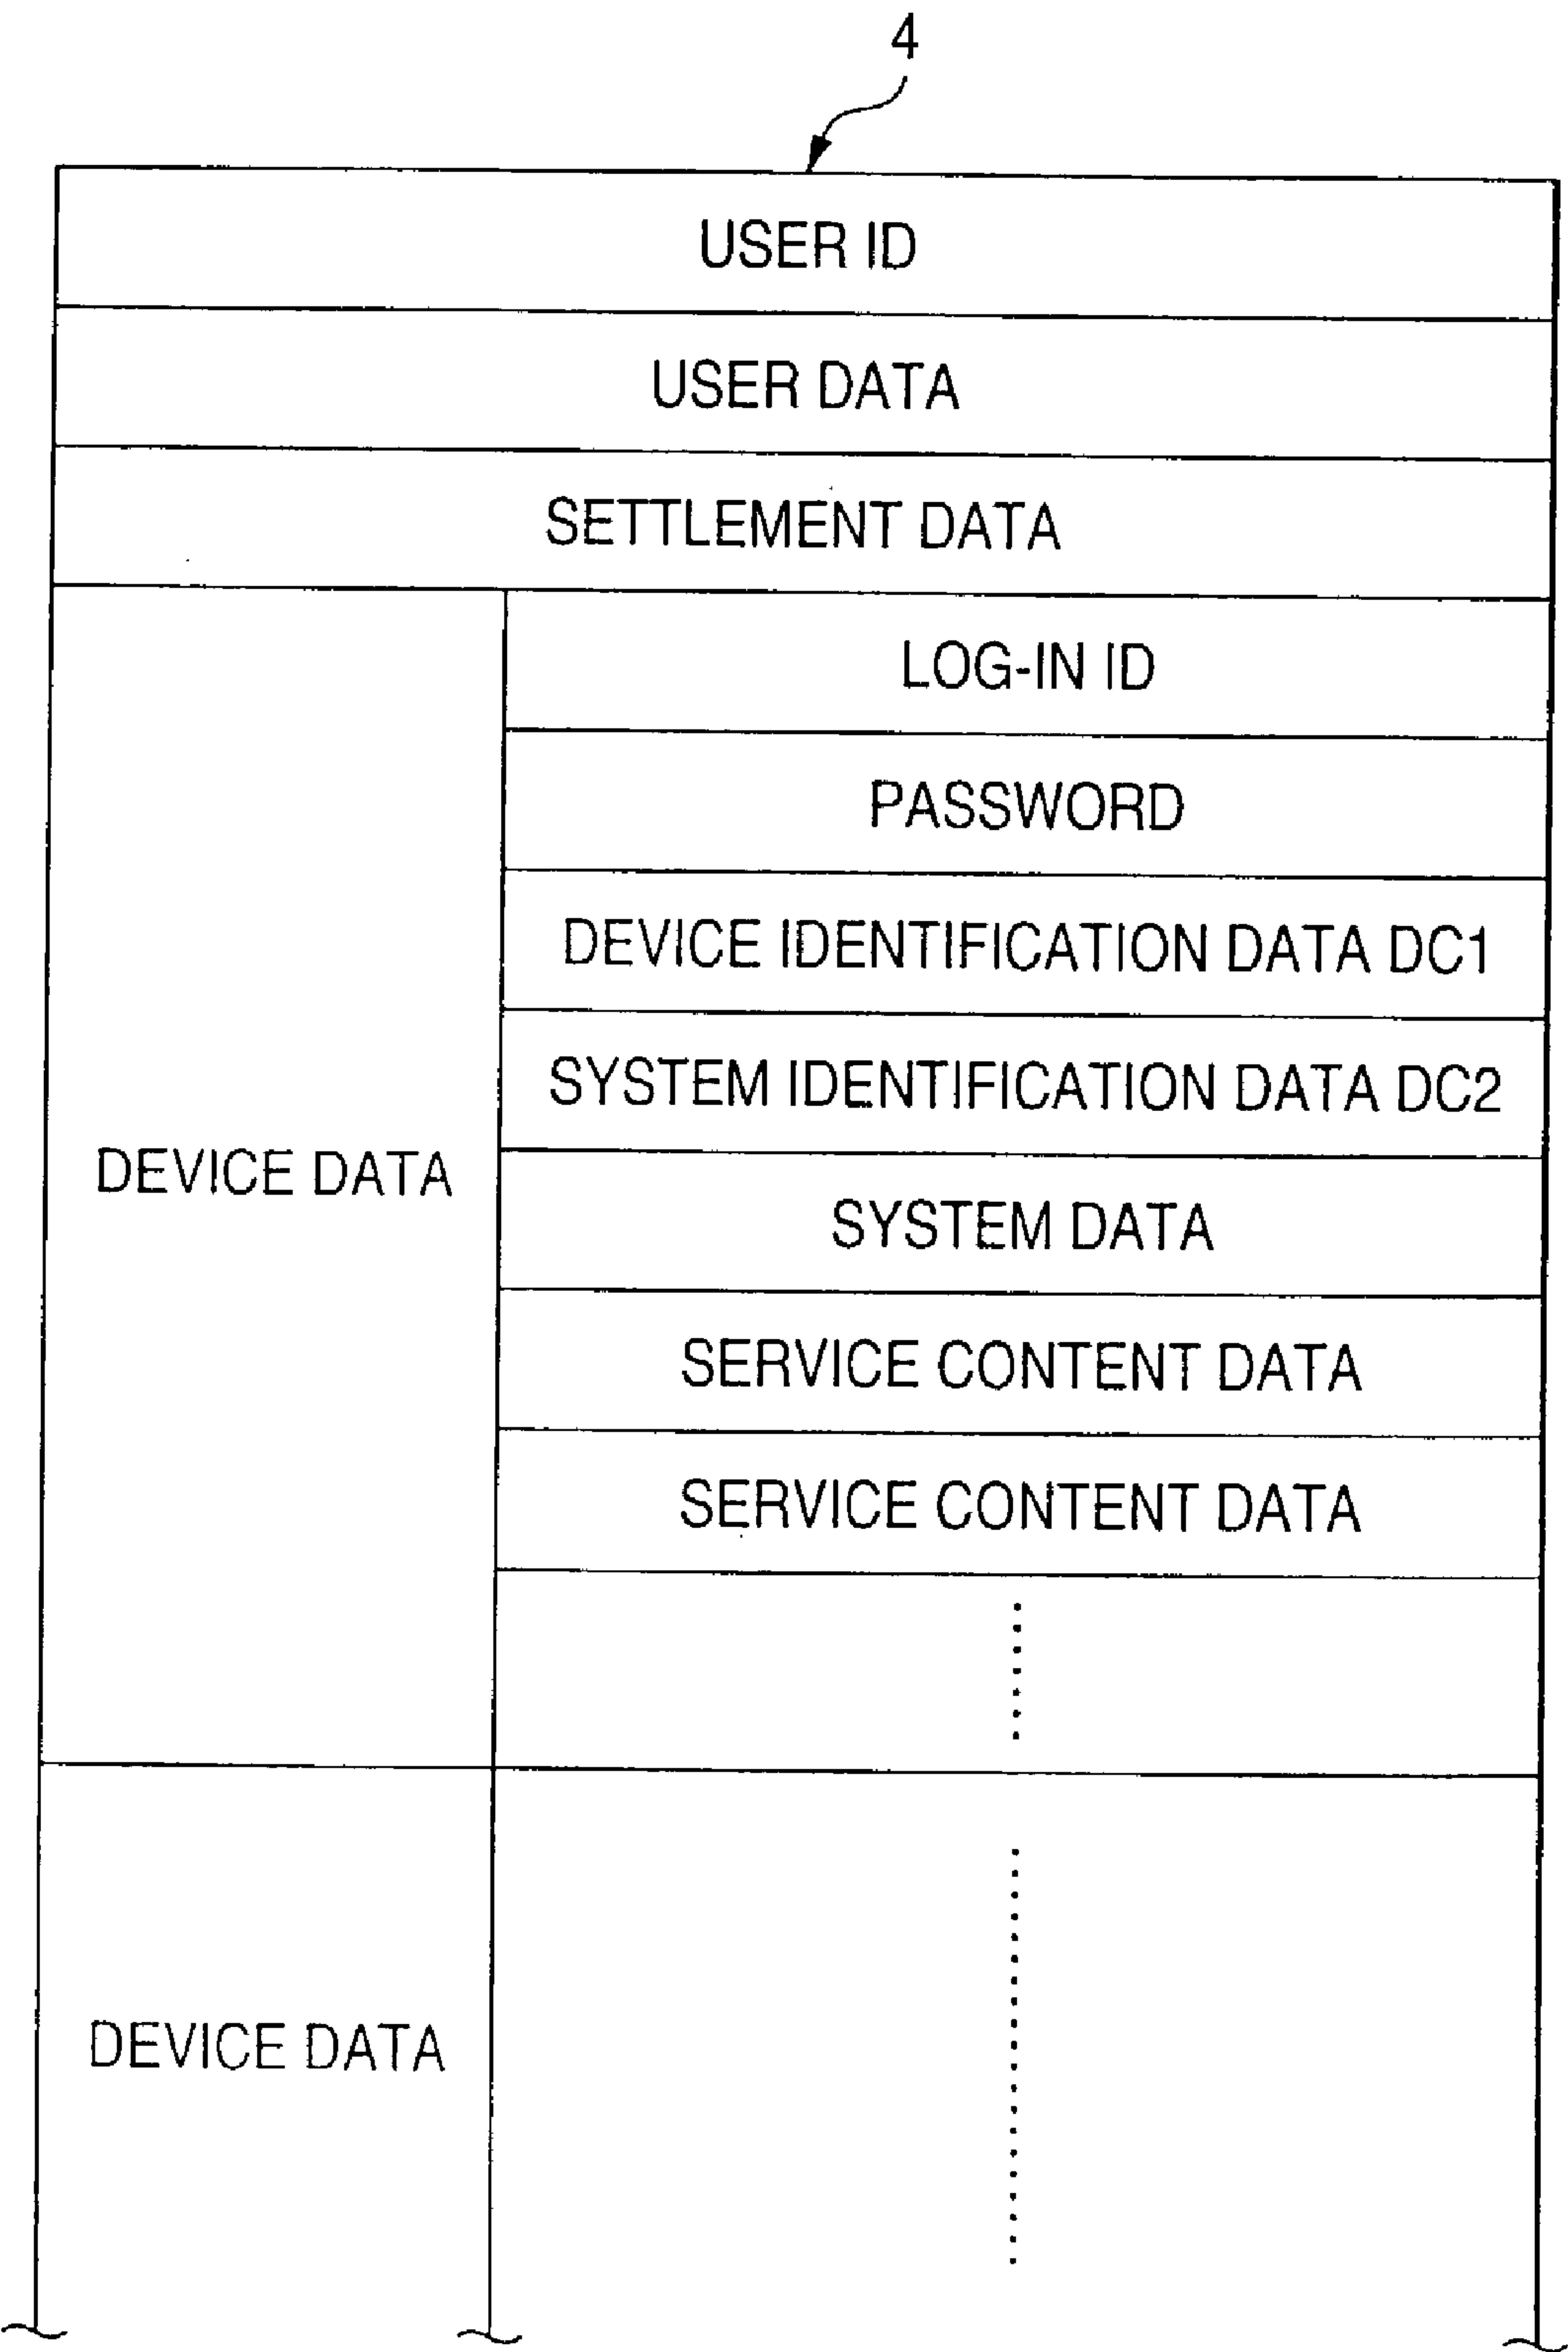 4
USER ID
USER DATA
SETTLEMENT DATA
LOG-IN ID
PASSWORD
DEVICE IDENTIFICATION DATA DC1
SYSTEM IDENTIFICATION DATA DC2
DEVICE DATA
SYSTEM DATA
SERVICE CONTENT DATA
SERVICE CONTENT DATA
DEVICE DATA